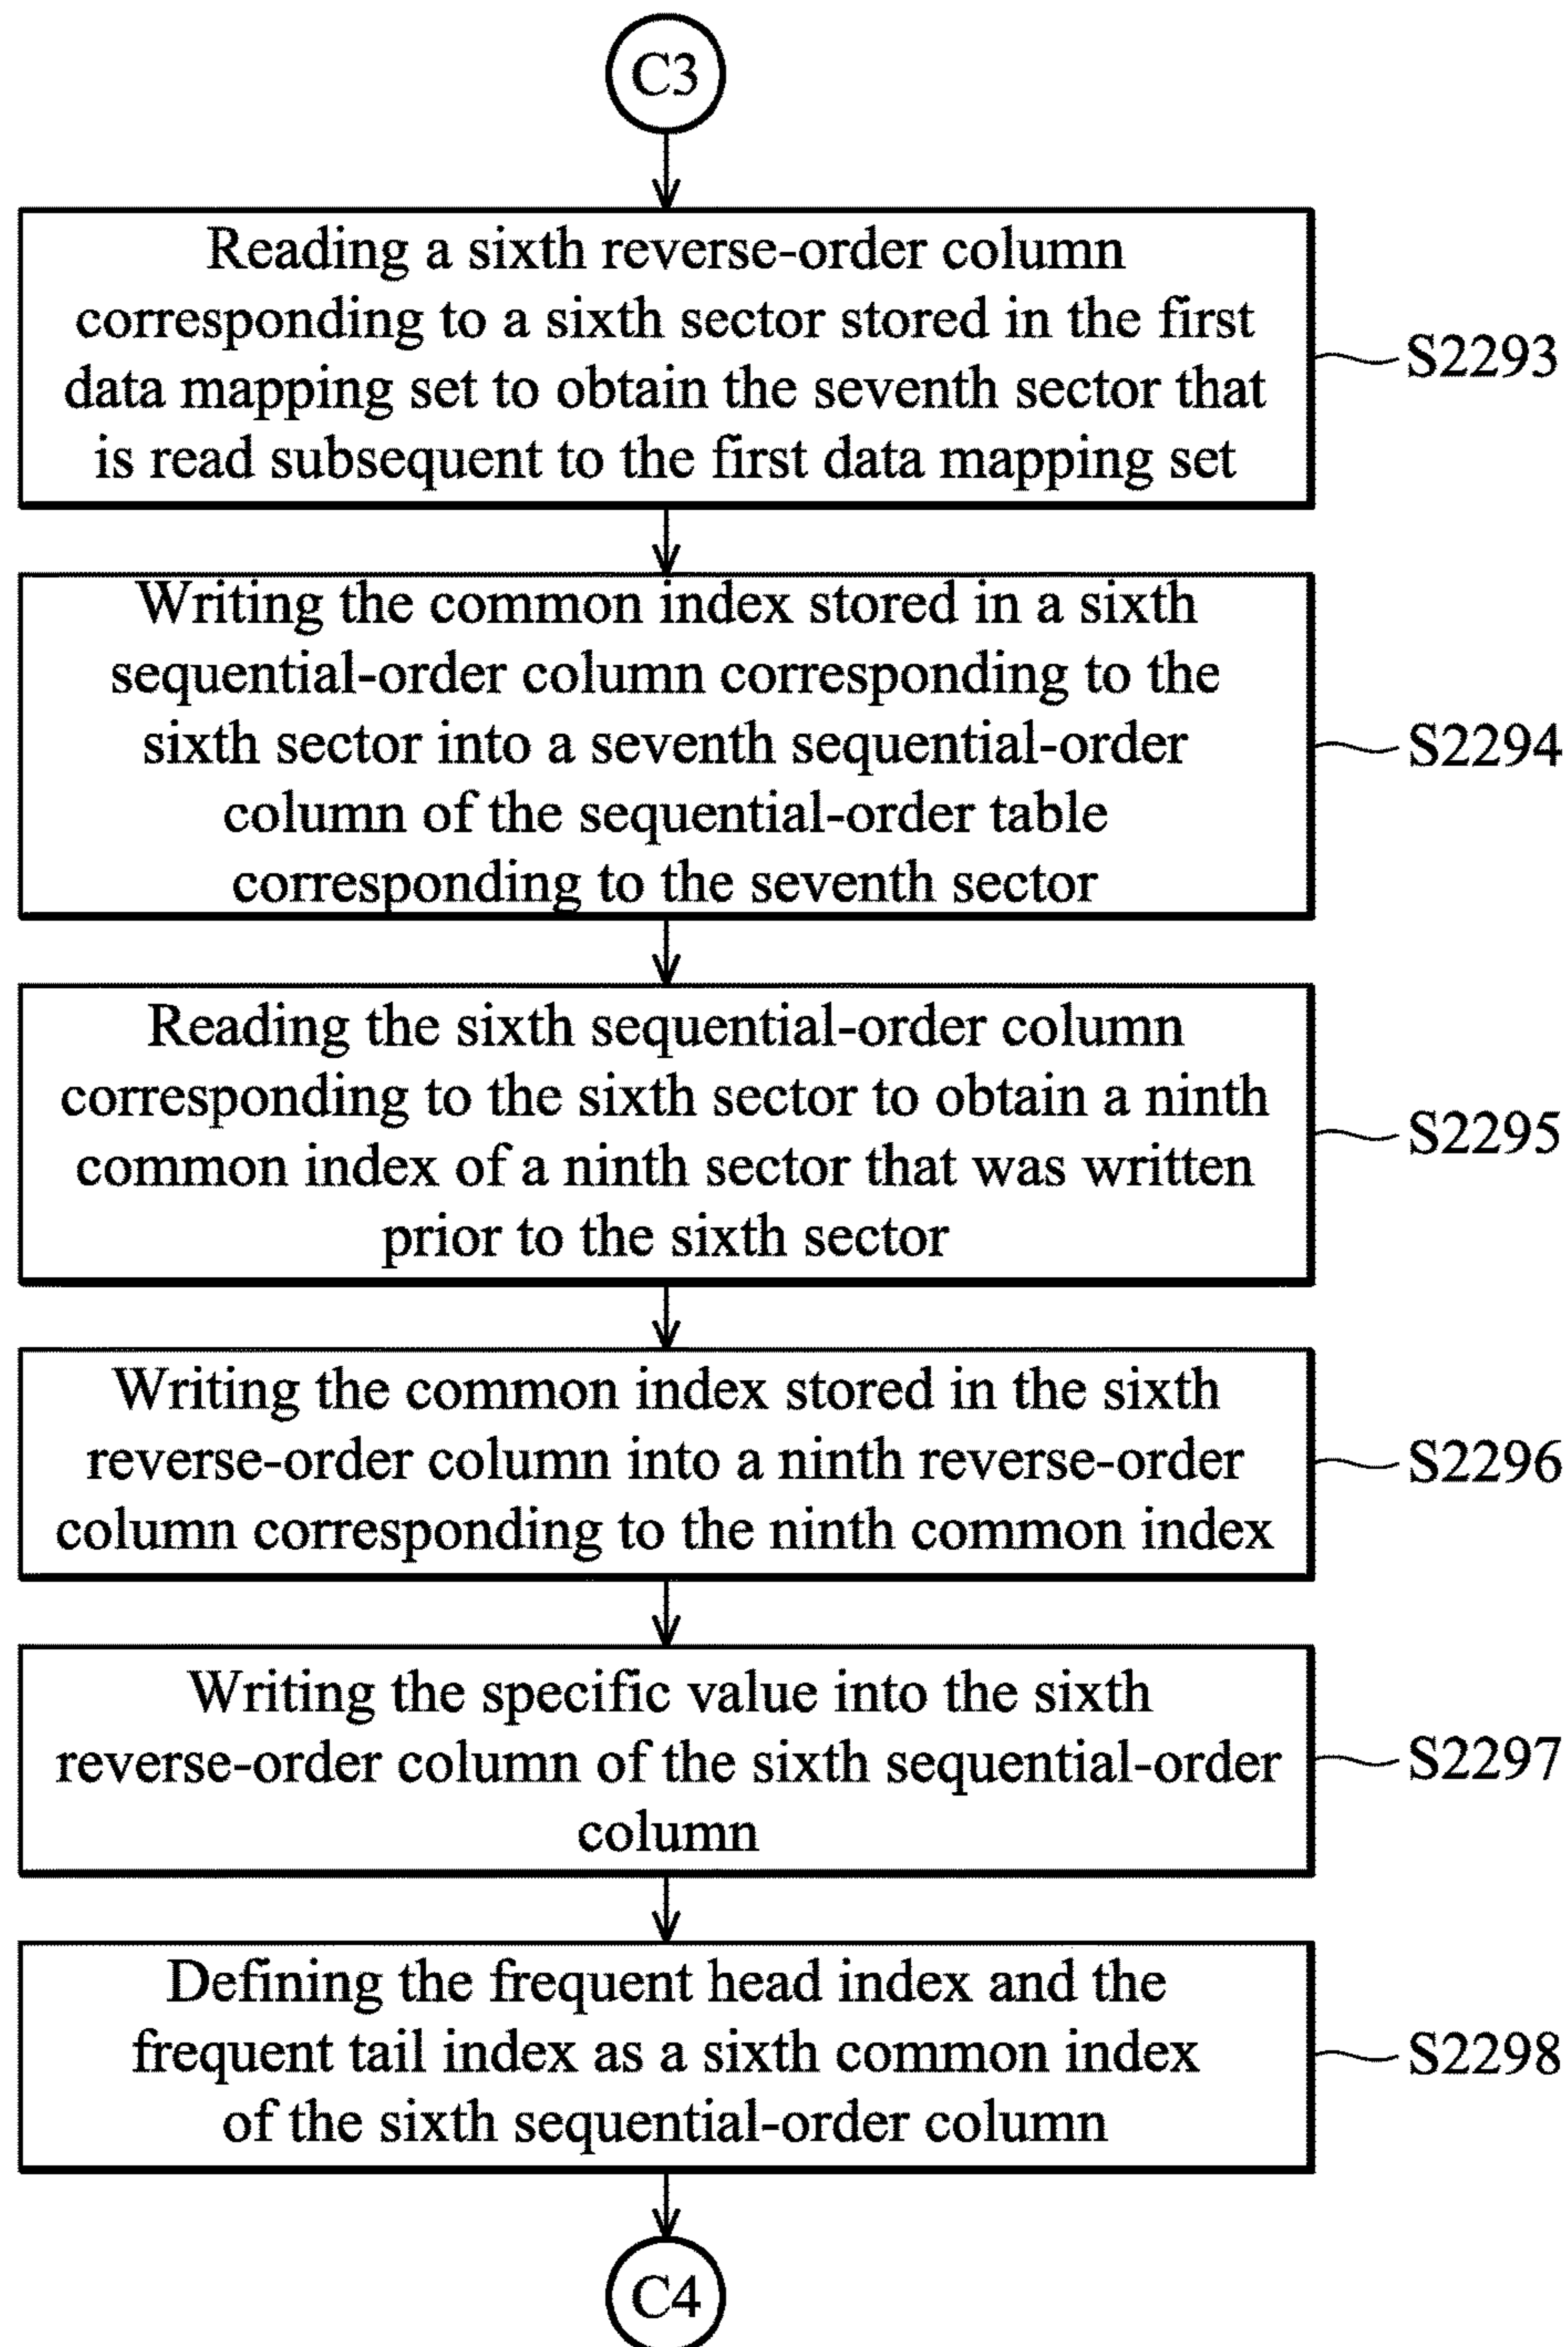 C3
Reading a sixth reverse-order column
corresponding to a sixth sector stored in the first
data mapping set to obtain the seventh sector that
is read subsequent to the first data mapping set
S2293
Writing the common index stored in a sixth
sequential-order column corresponding to the
sixth sector into a seventh sequential-order
column of the sequential-order table
corresponding to the seventh sector
S2294
Reading the sixth sequential-order column
corresponding to the sixth sector to obtain a ninth
common index of a ninth sector that was written
prior to the sixth sector
S2295
Writing the common index stored in the sixth
reverse-order column into a ninth reverse-order
column corresponding to the ninth common index
S2296
Writing the specific value into the sixth
reverse-order column of the sixth sequential-order
column
S2297
Defining the frequent head index and the
frequent tail index as a sixth common index
of the sixth sequential-order column
S2298
C4